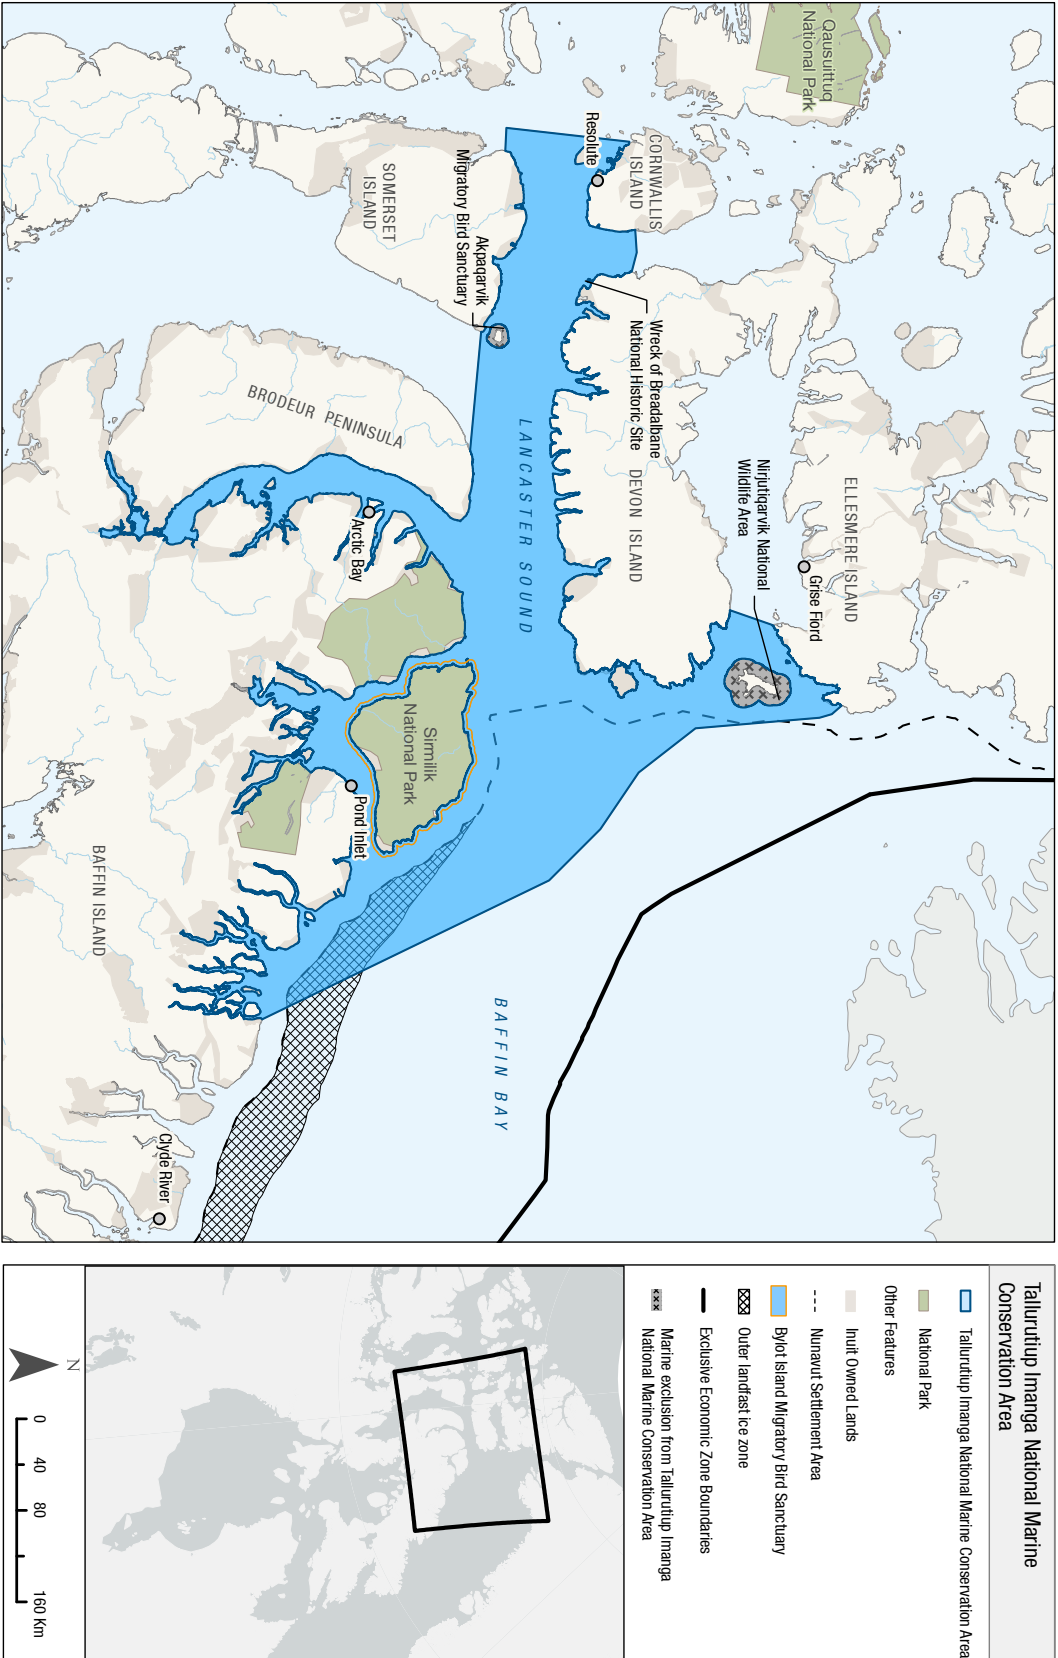 Qausuittuq
National Park
CORNWALLIS
ISLAND
Resolute
SOMERSET
ISLAND
Akpaqarvik
Migratory Bird Sanctuary
Wreck of Breadalbane
National Historic Site
Nirjutiqarvik National
Wildlife Area
ELLESMERE ISLAND
Grise Fiord
DEVON ISLAND
LANCASTER SOUND
BRODEUR PENINSULA
Arctic Bay
Sirmilik
National Park
Pond Inlet
BAFFIN ISLAND
BAFFIN BAY
Clyde River
Tallurutiup Imanga National Marine
Conservation Area
Tallurutiup Imanga National Marine Conservation Area
National Park
Other Features
Inuit Owned Lands
Nunavut Settlement Area
Bylot Island Migratory Bird Sanctuary
Outer landfast ice zone
Exclusive Economic Zone Boundaries
Marine exclusion from Tallurutiup Imanga
National Marine Conservation Area
N
0 40 80 160 Km